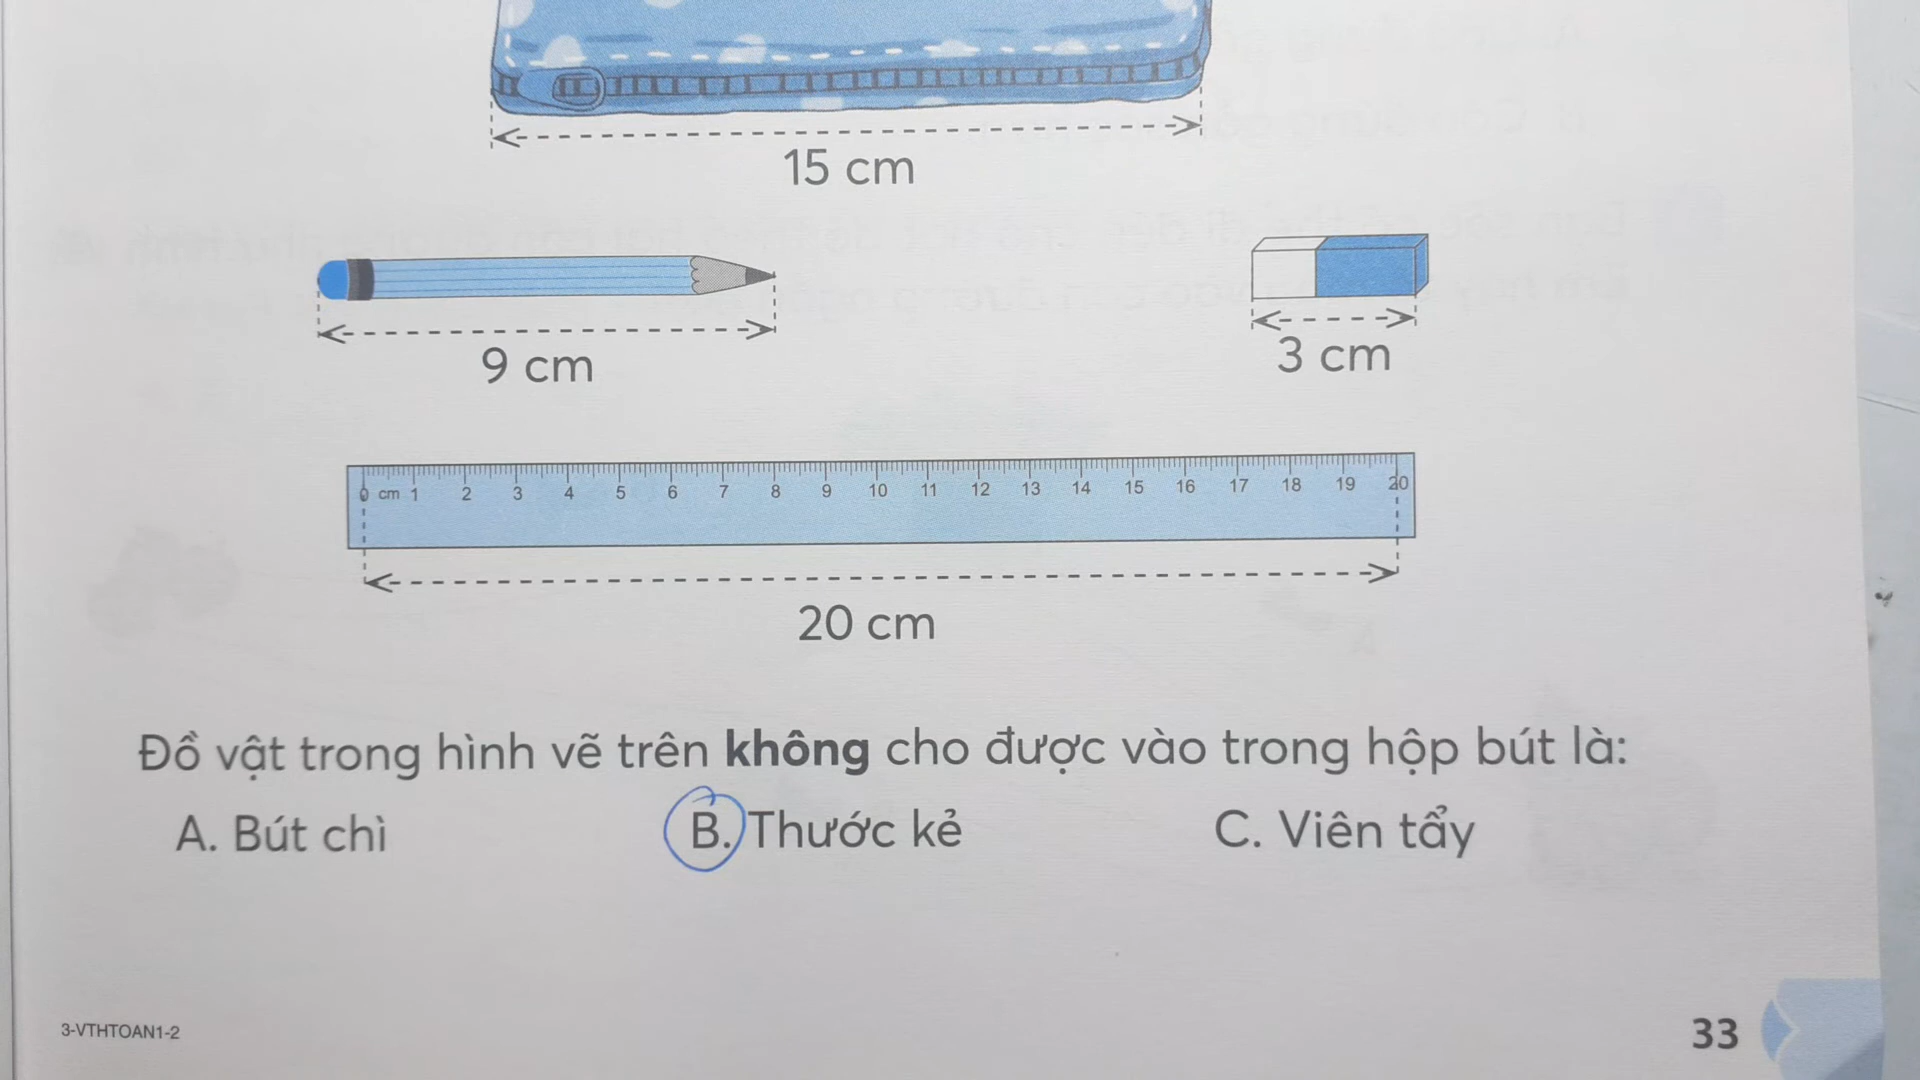 15 cm
9 cm
3 cm
0 cm 1 2 3 4 5 6 7 8 9 10 11 12 13 14 15 16 17 18 19 20
20 cm
Đồ vật trong hình vẽ trên không cho được vào trong hộp bút là:
A. Bút chì B. Thước kẻ C. Viên tẩy
3-VTHTOAN1-2
33